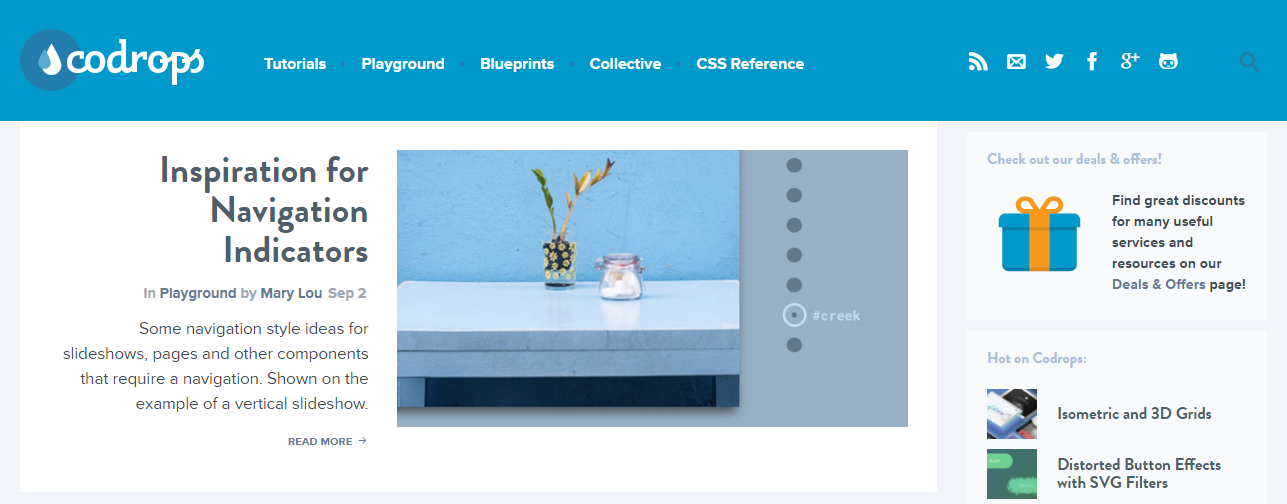 codrops
Tutorials
Playground
Blueprints
Collective
CSS Reference
Inspiration for
Navigation
Indicators
In Playground by Mary Lou Sep 2
Some navigation style ideas for
slideshows, pages and other components
that require a navigation. Shown on the
example of a vertical slideshow.
READ MORE →
#creek
Check out our deals & offers!
Find great discounts
for many useful
services and
resources on our
Deals & Offers page!
Hot on Codrops:
Isometric and 3D Grids
Distorted Button Effects
with SVG Filters